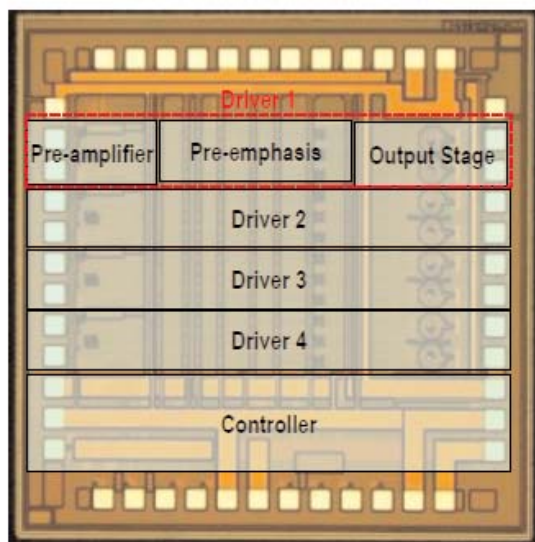 Driver 1
Pre-amplifier Pre-emphasis Output Stage
Driver 2
Driver 3
Driver 4
Controller